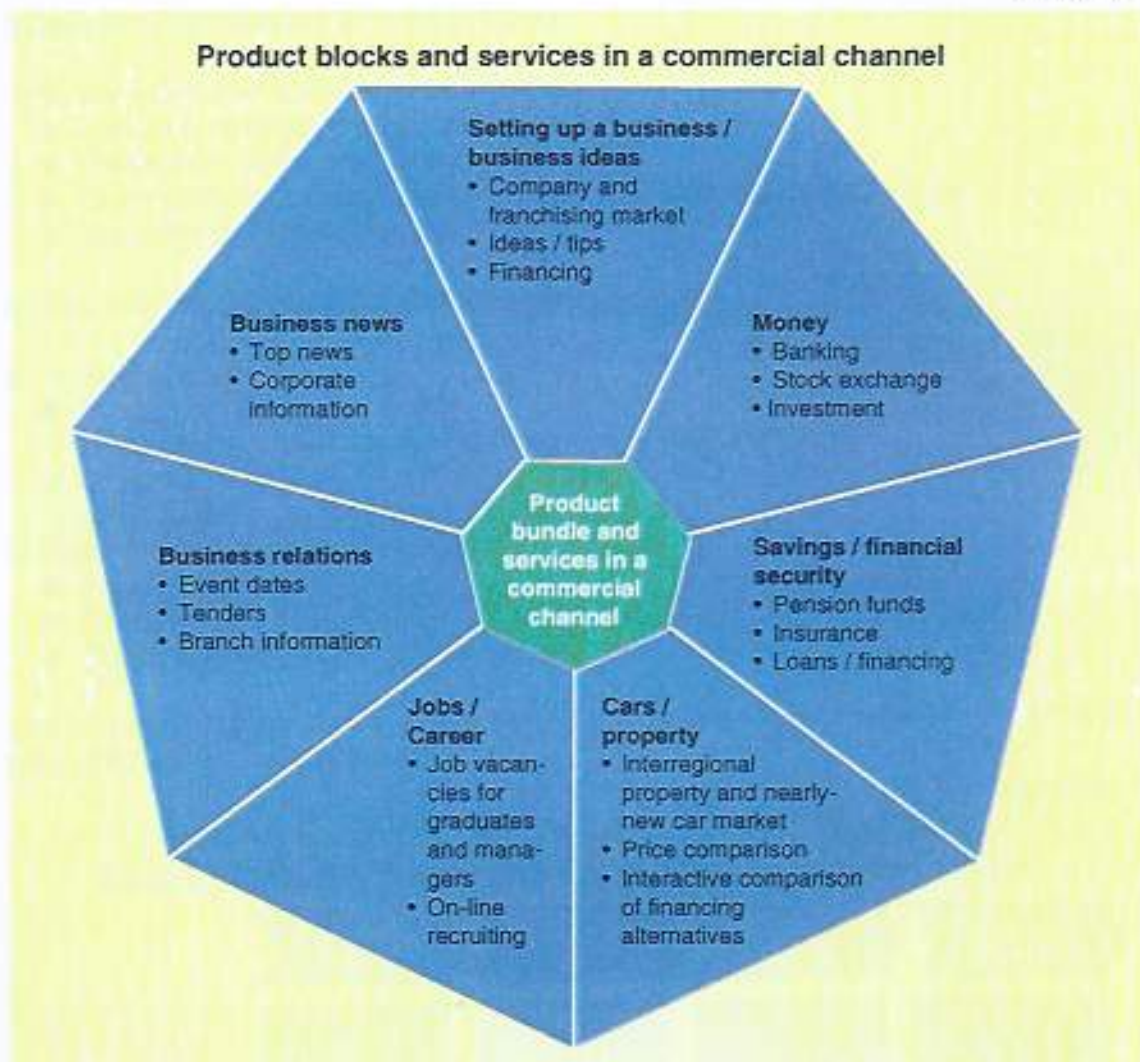 Product blocks and services in a commercial channel
Setting up a business /
business ideas
• Company and
franchising market
• Ideas / tips
• Financing
Business news
• Top news
• Corporate
information
Money
• Banking
• Stock exchange
• Investment
Product
bundle and
services in a
commercial
channel
Business relations
• Event dates
• Tenders
• Branch information
Savings / financial
security
• Pension funds
• Insurance
• Loans / financing
Jobs /
Career
• Job vacan-
cies for
graduates
and mana-
gers
• On-line
recruiting
Cars /
property
• Interregional
property and nearly-
new car market
• Price comparison
• Interactive comparison
of financing
alternatives